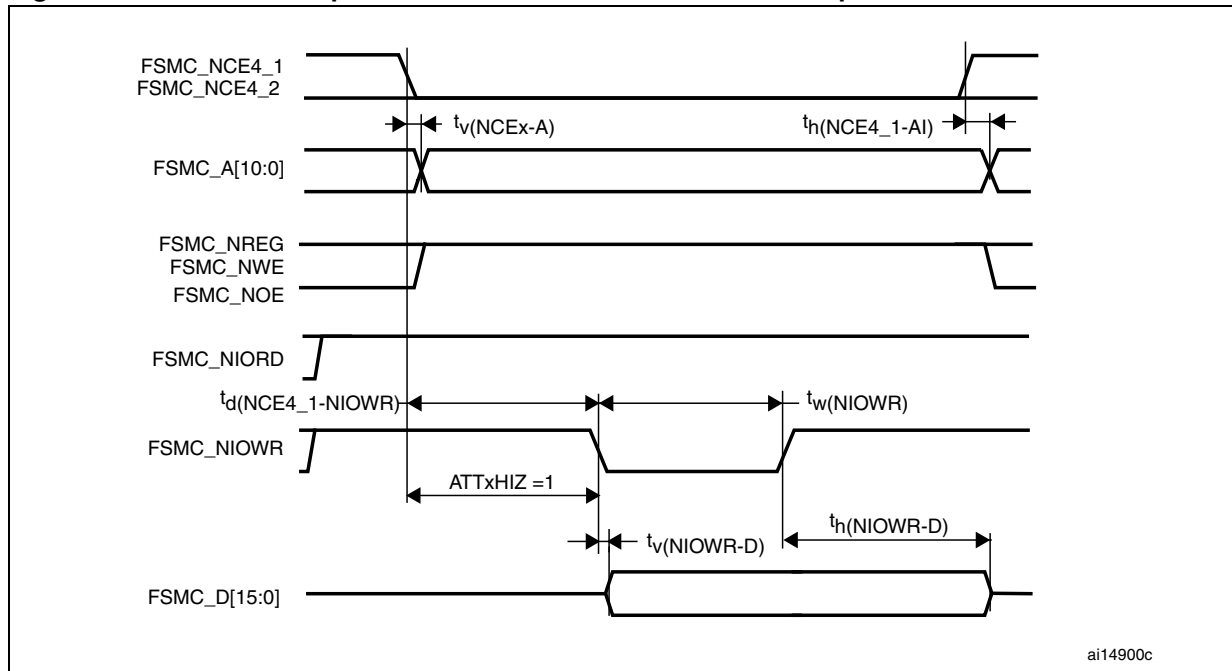 FSMC_NCE4_1
FSMC_NCE4_2
tv(NCEx-A)
th(NCE4_1-AI)
FSMC_A[10:0]
FSMC_NREG
FSMC_NWE
FSMC_NOE
FSMC_NIORD
td(NCE4_1-NIOWR)
tw(NIOWR)
FSMC_NIOWR
ATTxHIZ =1
tv(NIOWR-D)
th(NIOWR-D)
FSMC_D[15:0]
ai14900c